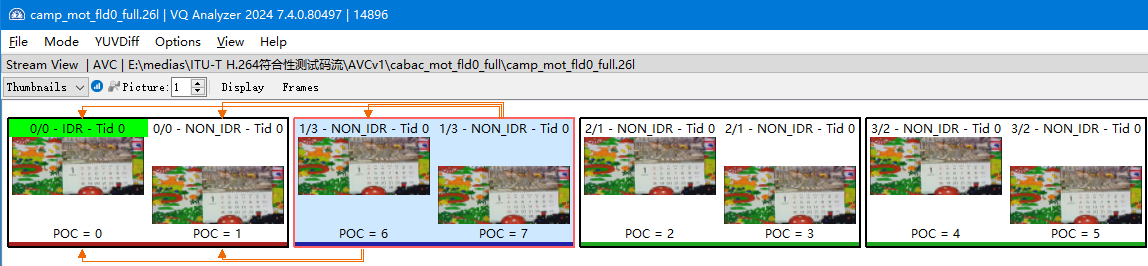 camp_mot_fld0_full.26l | VQ Analyzer 2024 7.4.0.80497 | 14896
File Mode YUVDiff Options View Help
Stream View | AVC | E:\medias\ITU-T H.264符合性测试码流\AVCv1\cabac_mot_fld0_full\camp_mot_fld0_full.26l
Thumbnails Picture: 1 Display Frames
0/0 - IDR - Tid 0 0/0 - NON_IDR - Tid 0 1/3 - NON_IDR - Tid 0 1/3 - NON_IDR - Tid 0 2/1 - NON_IDR - Tid 0 2/1 - NON_IDR - Tid 0 3/2 - NON_IDR - Tid 0 3/2 - NON_IDR - Tid 0
POC = 0 POC = 1 POC = 6 POC = 7 POC = 2 POC = 3 POC = 4 POC = 5